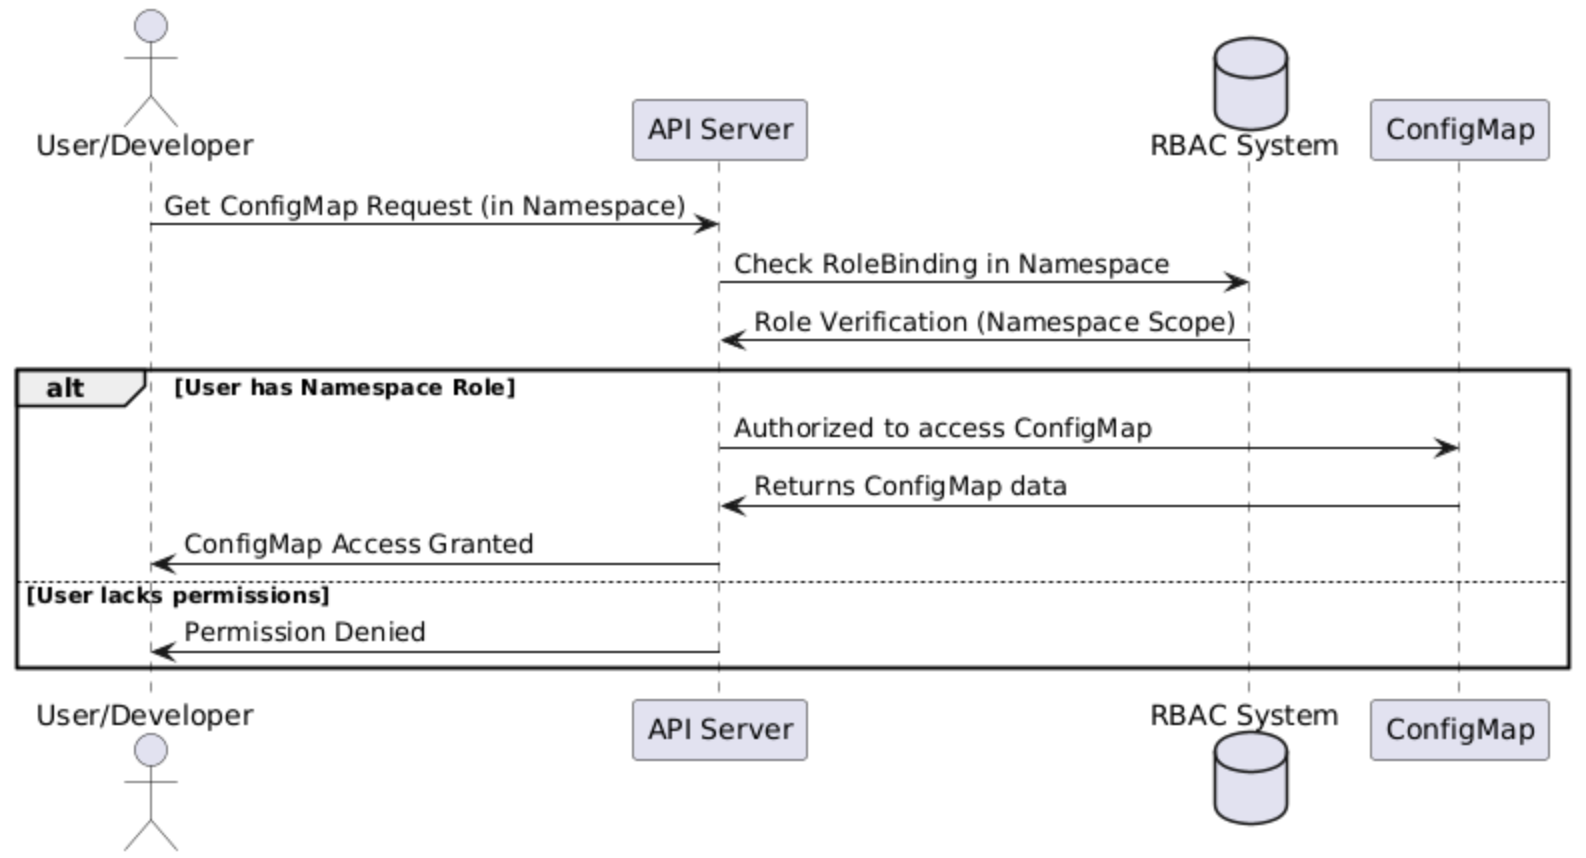 User/Developer
API Server
RBAC System
ConfigMap
Get ConfigMap Request (in Namespace)
Check RoleBinding in Namespace
Role Verification (Namespace Scope)
alt
[User has Namespace Role]
Authorized to access ConfigMap
Returns ConfigMap data
ConfigMap Access Granted
[User lacks permissions]
Permission Denied
User/Developer
API Server
RBAC System
ConfigMap